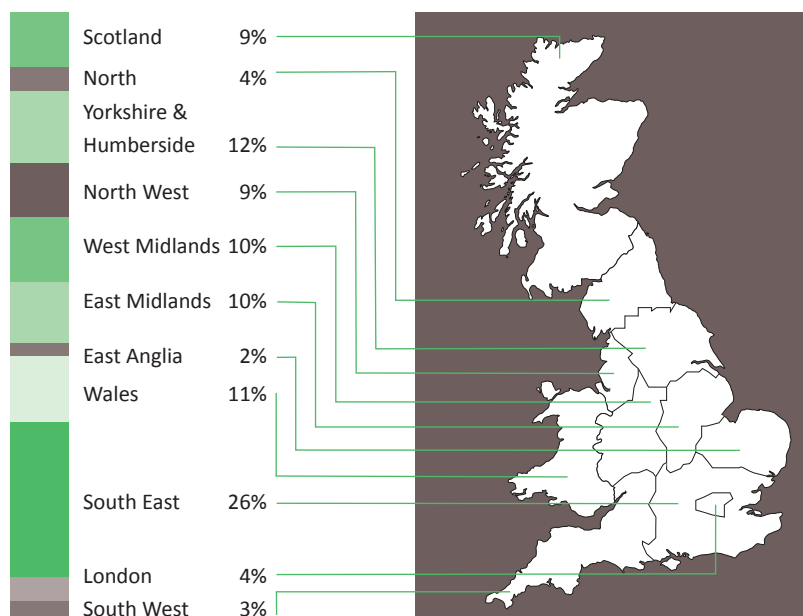 Scotland 9%
North 4%
Yorkshire &
Humberside 12%
North West 9%
West Midlands 10%
East Midlands 10%
East Anglia 2%
Wales 11%
South East 26%
London 4%
South West 3%